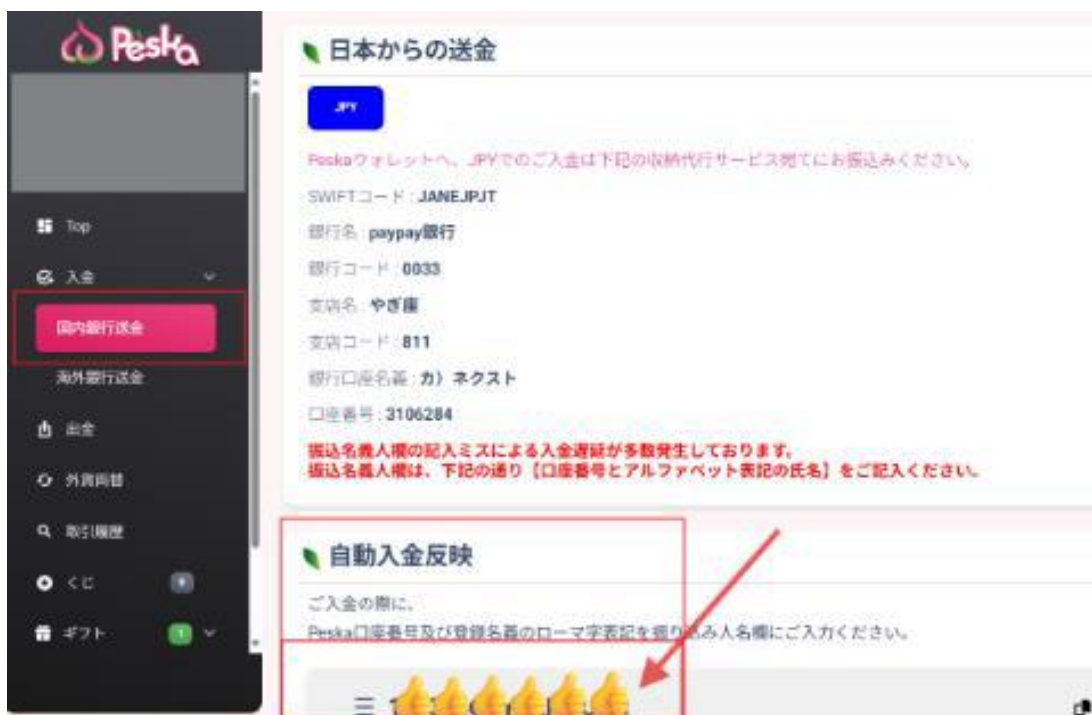 Peska
Top
入金
国内銀行送金
海外銀行送金
出金
外貨両替
取引履歴
くじ
ギフト
1
日本からの送金
JPY
Peskaウォレットへ、JPYでのご入金は下記の収納代行サービス宛てにお振込みください。
SWIFTコード : JANEJPJT
銀行名 : paypay銀行
銀行コード : 0033
支店名 : やぎ座
支店コード : 811
銀行口座名義 : カ）ネクスト
口座番号 : 3106284
振込名義人欄の記入ミスによる入金遅延が多数発生しております。
振込名義人欄は、下記の通り【口座番号とアルファベット表記の氏名】をご記入ください。
自動入金反映
ご入金の際に、
Peska口座番号及び登録名義のローマ字表記を振り込み人名欄にご入力ください。